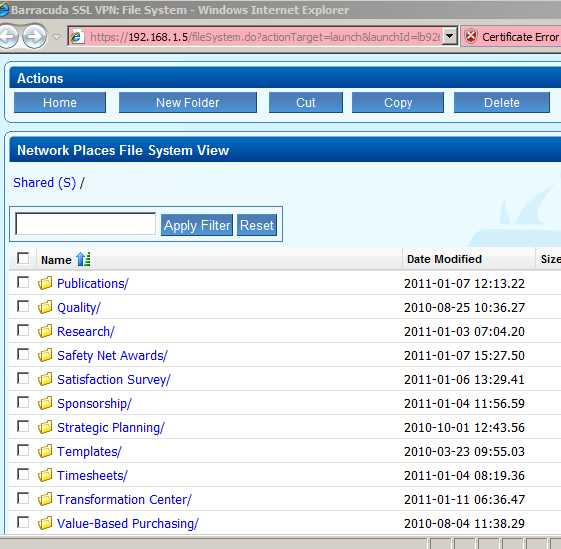 Barracuda SSL VPN: File System - Windows Internet Explorer
https://192.168.1.5/fileSystem.do?actionTarget=launch&launchId=lb92 Certificate Error
Actions
Home New Folder Cut Copy Delete
Network Places File System View
Shared (S) /
Apply Filter Reset
Name Date Modified Size
Publications/ 2011-01-07 12:13.22
Quality/ 2010-08-25 10:36.27
Research/ 2011-01-03 07:04.20
Safety Net Awards/ 2011-01-07 15:27.50
Satisfaction Survey/ 2011-01-06 13:29.41
Sponsorship/ 2011-01-04 11:56.59
Strategic Planning/ 2010-10-01 12:43.56
Templates/ 2010-03-23 09:55.03
Timesheets/ 2011-01-04 08:19.36
Transformation Center/ 2011-01-11 06:36.47
Value-Based Purchasing/ 2010-08-04 11:38.29